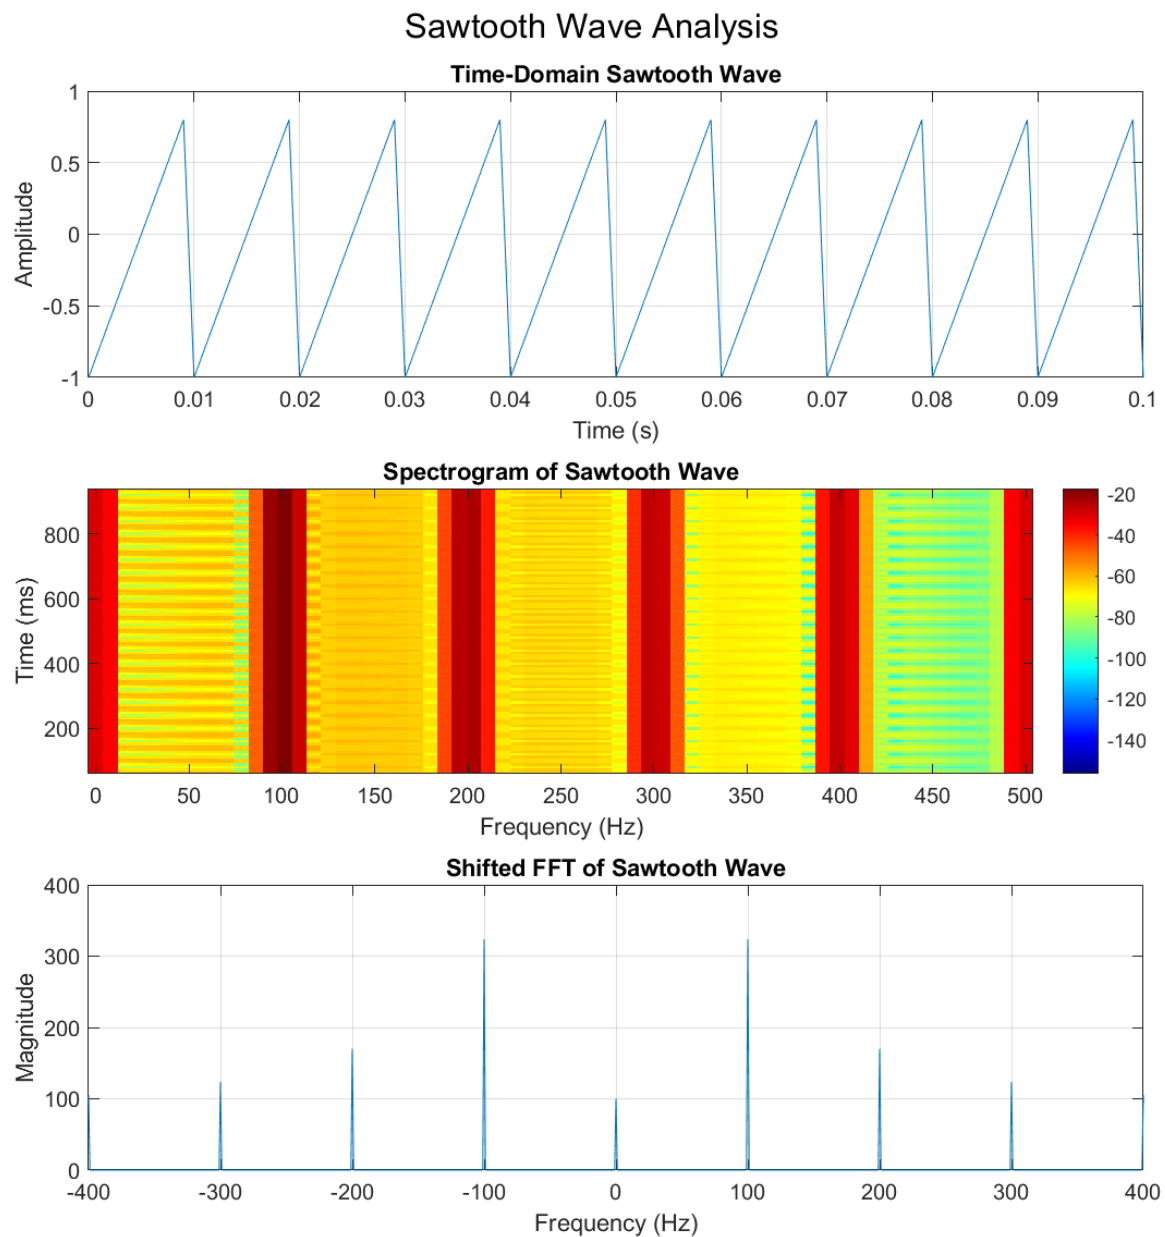 Sawtooth Wave Analysis
Time-Domain Sawtooth Wave
1
0.5
0
-0.5
-1
Amplitude
0 0.01 0.02 0.03 0.04 0.05 0.06 0.07 0.08 0.09 0.1
Time (s)
Spectrogram of Sawtooth Wave
800
600
400
200
Time (ms)
0 50 100 150 200 250 300 350 400 450 500
Frequency (Hz)
-20
-40
-60
-80
-100
-120
-140
Shifted FFT of Sawtooth Wave
400
300
200
100
0
Magnitude
-400 -300 -200 -100 0 100 200 300 400
Frequency (Hz)